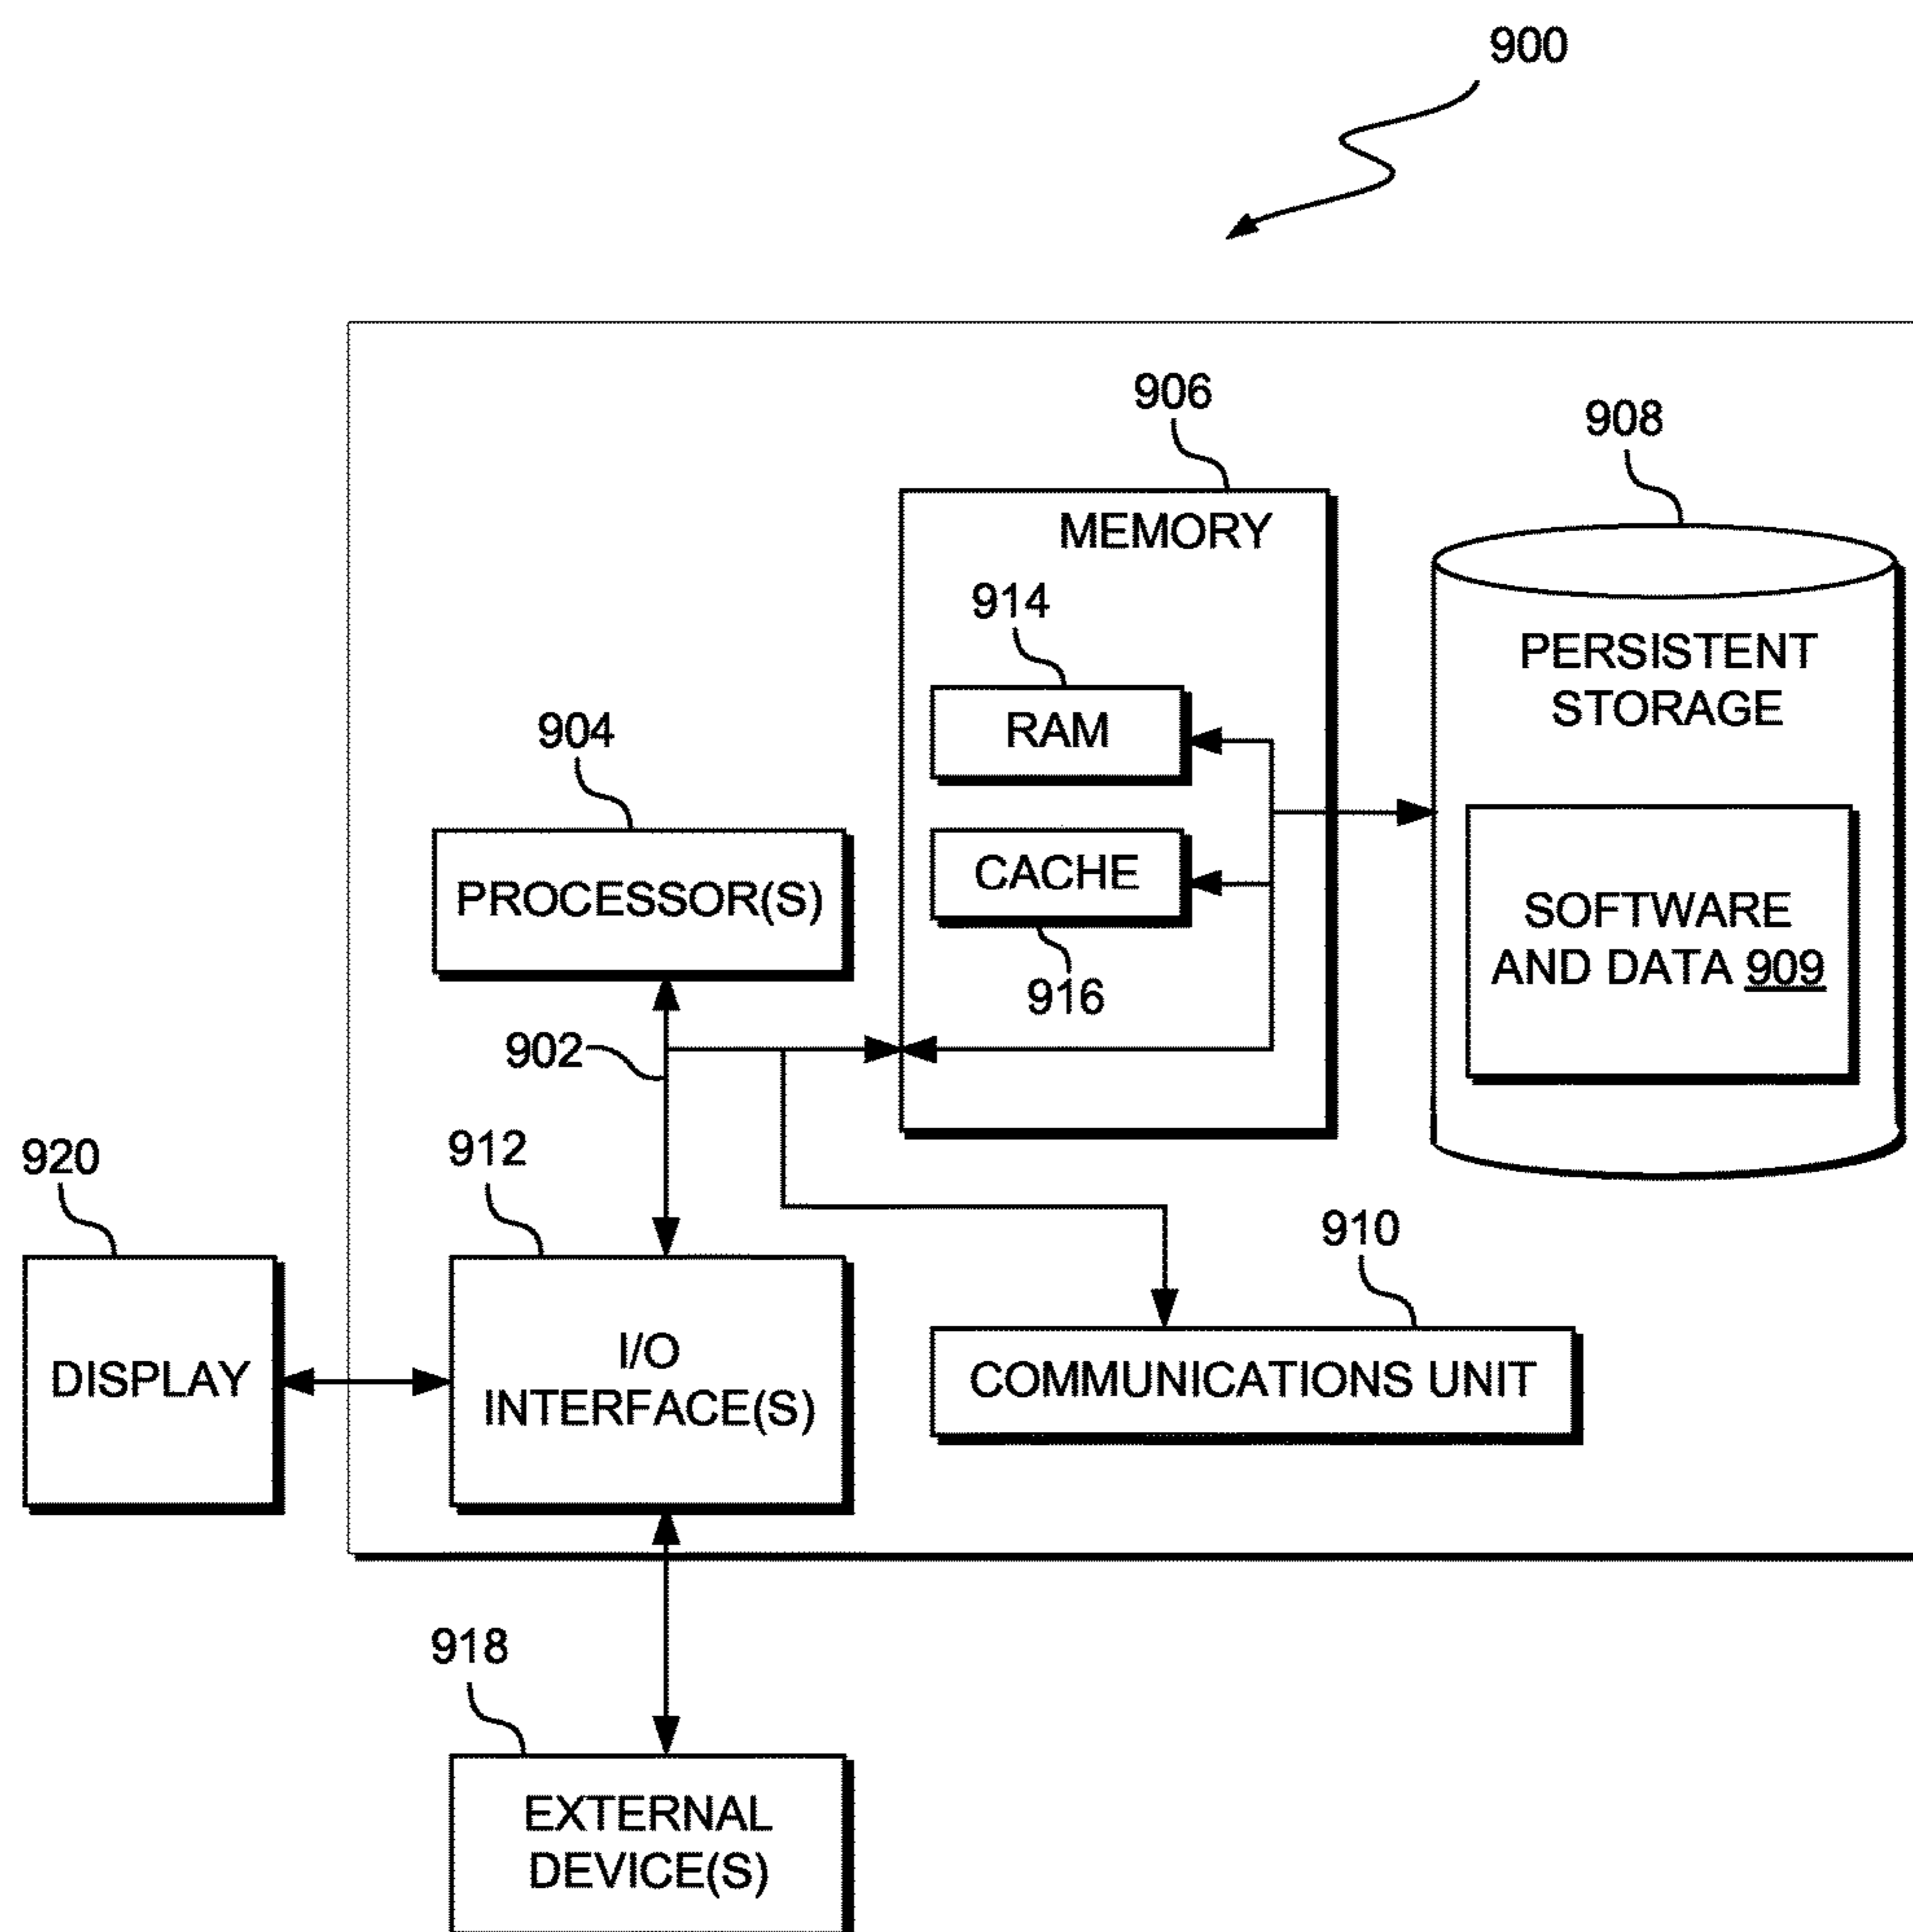 900
906
908
MEMORY
914
RAM
PERSISTENT
STORAGE
904
PROCESSOR(S)
CACHE
916
SOFTWARE
AND DATA 909
902
920
912
910
DISPLAY
I/O
INTERFACE(S)
COMMUNICATIONS UNIT
918
EXTERNAL
DEVICE(S)